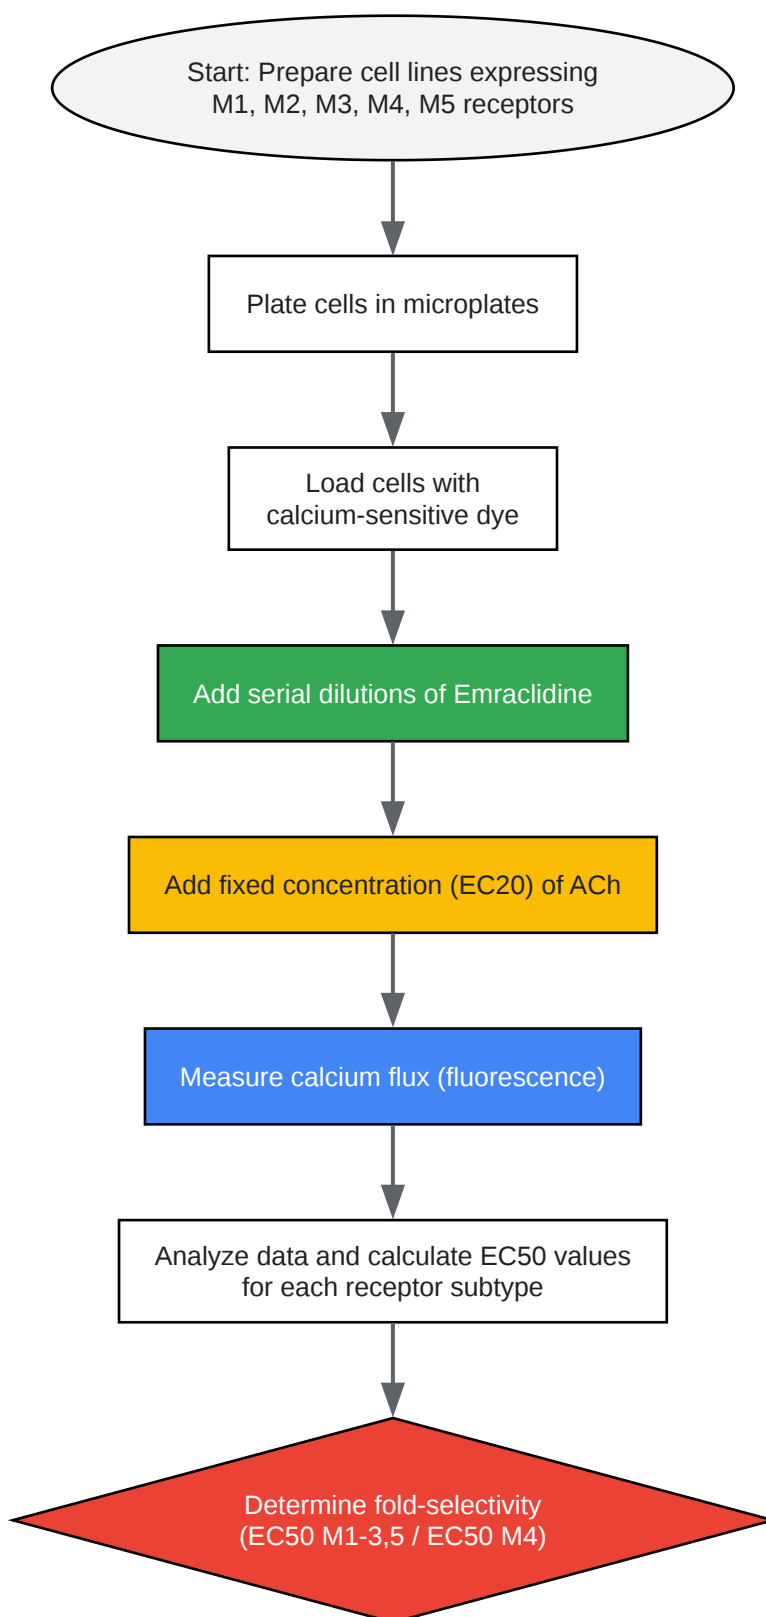 Start: Prepare cell lines expressing
M1, M2, M3, M4, M5 receptors
Plate cells in microplates
Load cells with
calcium-sensitive dye
Add serial dilutions of Emraclidine
Add fixed concentration (EC20) of ACh
Measure calcium flux (fluorescence)
Analyze data and calculate EC50 values
for each receptor subtype
Determine fold-selectivity
(EC50 M1-3,5 / EC50 M4)